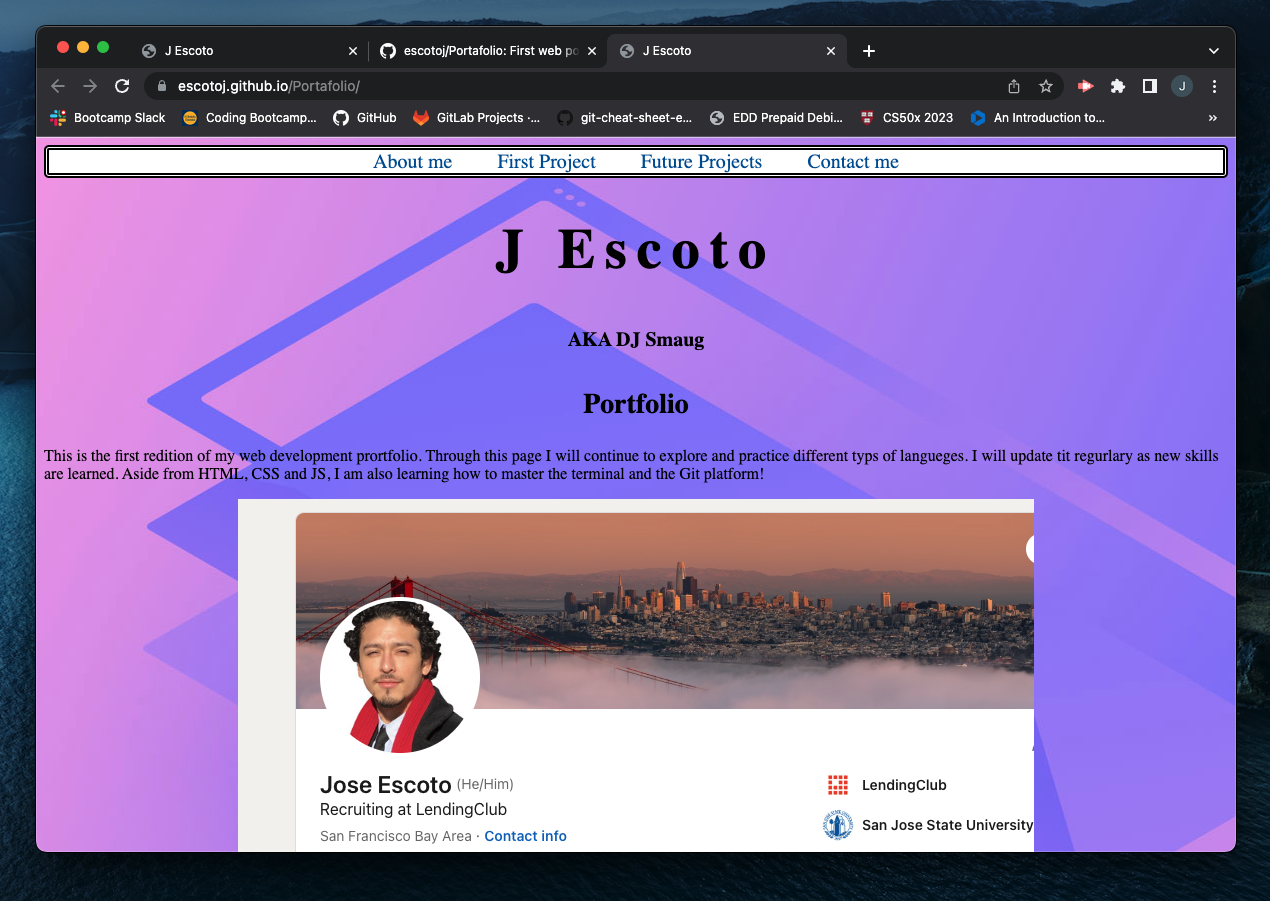 J Escoto
escotoj/Portafolio: First web po
J Escoto
escotoj.github.io/Portafolio/
J
Bootcamp Slack
Coding Bootcamp...
GitHub
GitLab Projects ·...
git-cheat-sheet-e...
EDD Prepaid Debi...
CS50x 2023
An Introduction to...
»
About me
First Project
Future Projects
Contact me
J Escoto
AKA DJ Smaug
Portfolio
This is the first redition of my web development prortfolio. Through this page I will continue to explore and practice different typs of langueges. I will update tit regurlary as new skills
are learned. Aside from HTML, CSS and JS, I am also learning how to master the terminal and the Git platform!
Jose Escoto (He/Him)
Recruiting at LendingClub
San Francisco Bay Area · Contact info
LendingClub
San Jose State University